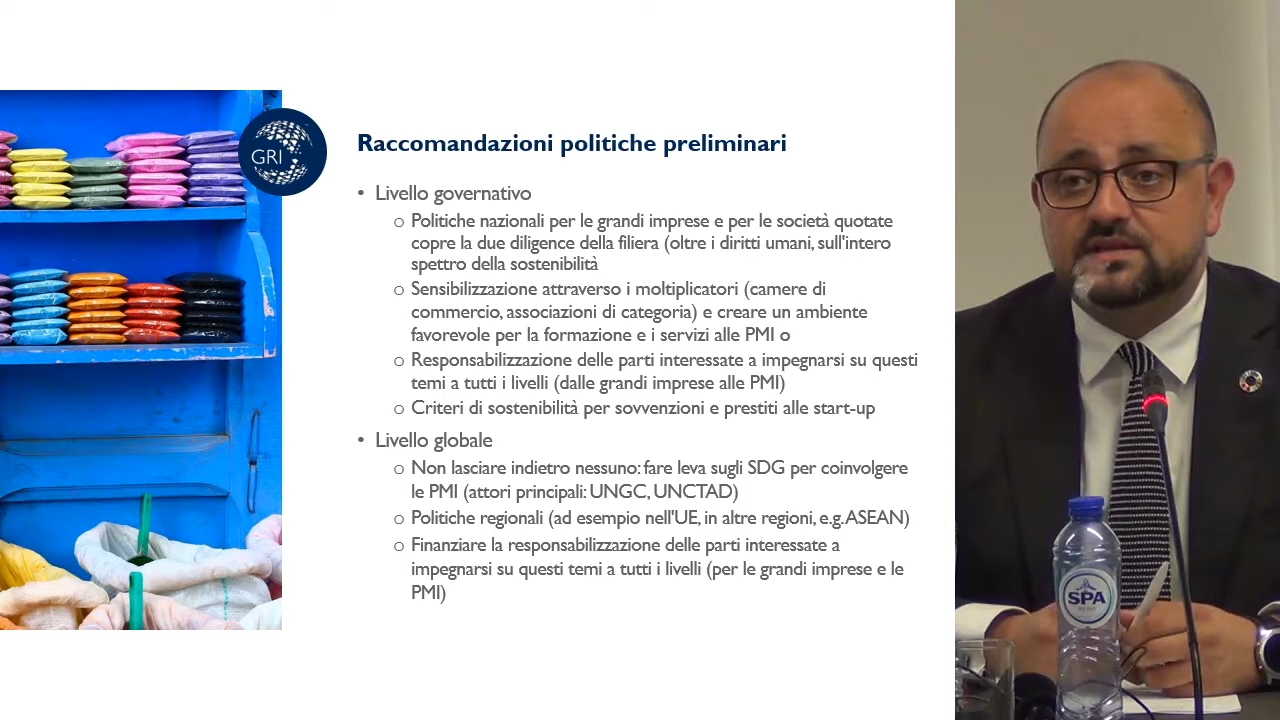 GRI
Raccomandazioni politiche preliminari
• Livello governativo
o Politiche nazionali per le grandi imprese e per le società quotate
copre la due diligence della filiera (oltre i diritti umani, sull'intero
spettro della sostenibilità
o Sensibilizzazione attraverso i moltiplicatori (camere di
commercio, associazioni di categoria) e creare un ambiente
favorevole per la formazione e i servizi alle PMI o
o Responsabilizzazione delle parti interessate a impegnarsi su questi
temi a tutti i livelli (dalle grandi imprese alle PMI)
o Criteri di sostenibilità per sovvenzioni e prestiti alle start-up
• Livello globale
o Non lasciare indietro nessuno: fare leva sugli SDG per coinvolgere
le PMI (attori principali: UNGC, UNCTAD)
o Politiche regionali (ad esempio nell'UE, in altre regioni, e.g. ASEAN)
o Finanziare la responsabilizzazione delle parti interessate a
impegnarsi su questi temi a tutti i livelli (per le grandi imprese e le
PMI)
SPA